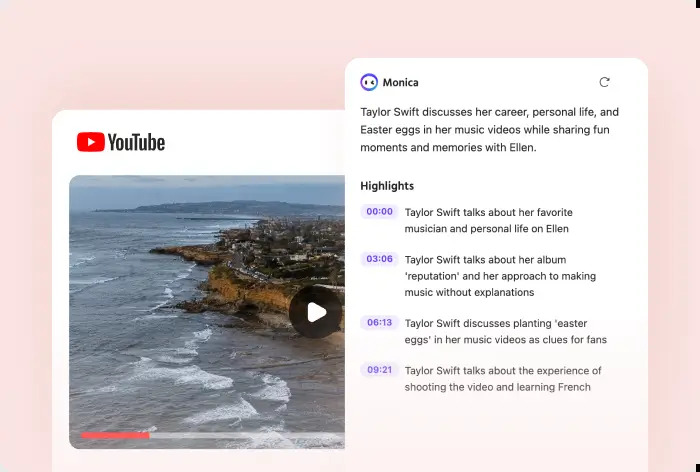 YouTube
Monica
Taylor Swift discusses her career, personal life, and
Easter eggs in her music videos while sharing fun
moments and memories with Ellen.
Highlights
00:00 Taylor Swift talks about her favorite
musician and personal life on Ellen
03:06 Taylor Swift talks about her album
'reputation' and her approach to making
music without explanations
06:13 Taylor Swift discusses planting 'easter
eggs' in her music videos as clues for fans
09:21 Taylor Swift talks about the experience of
shooting the video and learning French